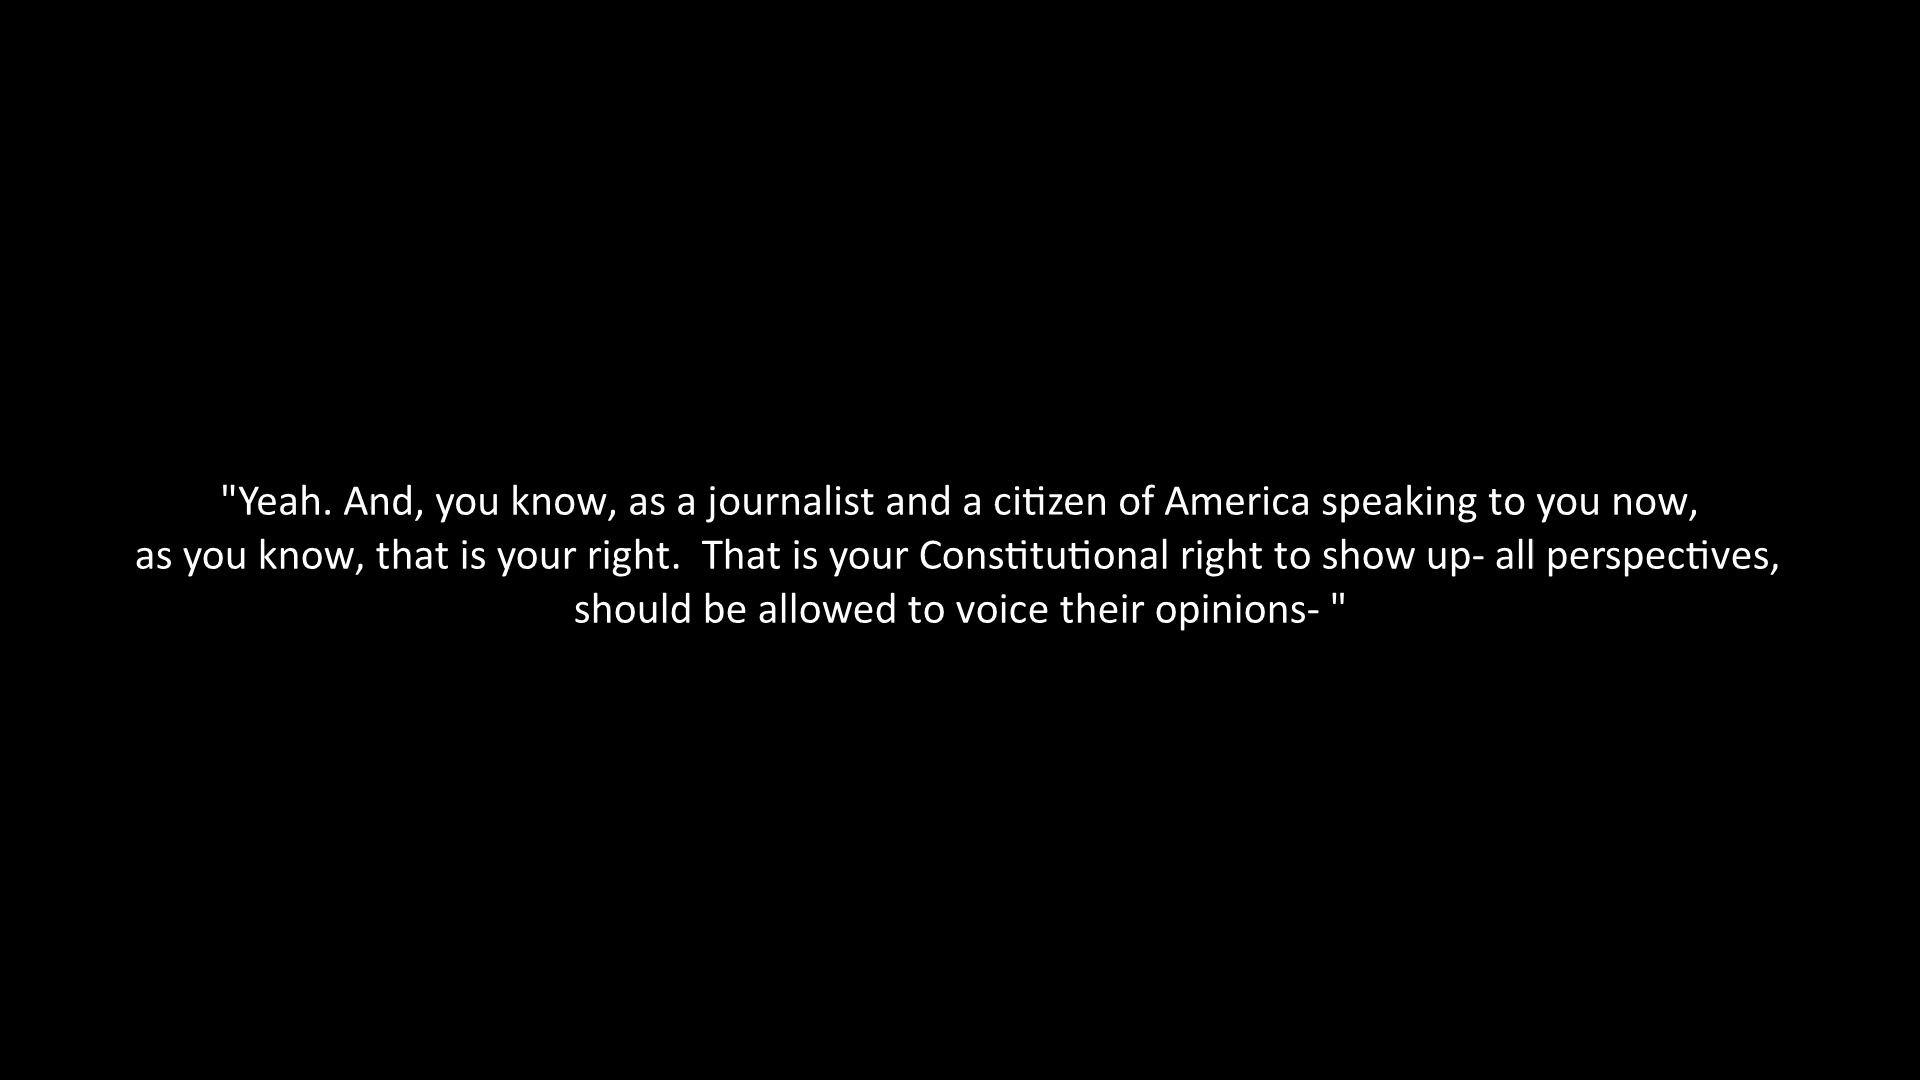 "Yeah. And, you know, as a journalist and a citizen of America speaking to you now,
as you know, that is your right.  That is your Constitutional right to show up- all perspectives,
should be allowed to voice their opinions- "